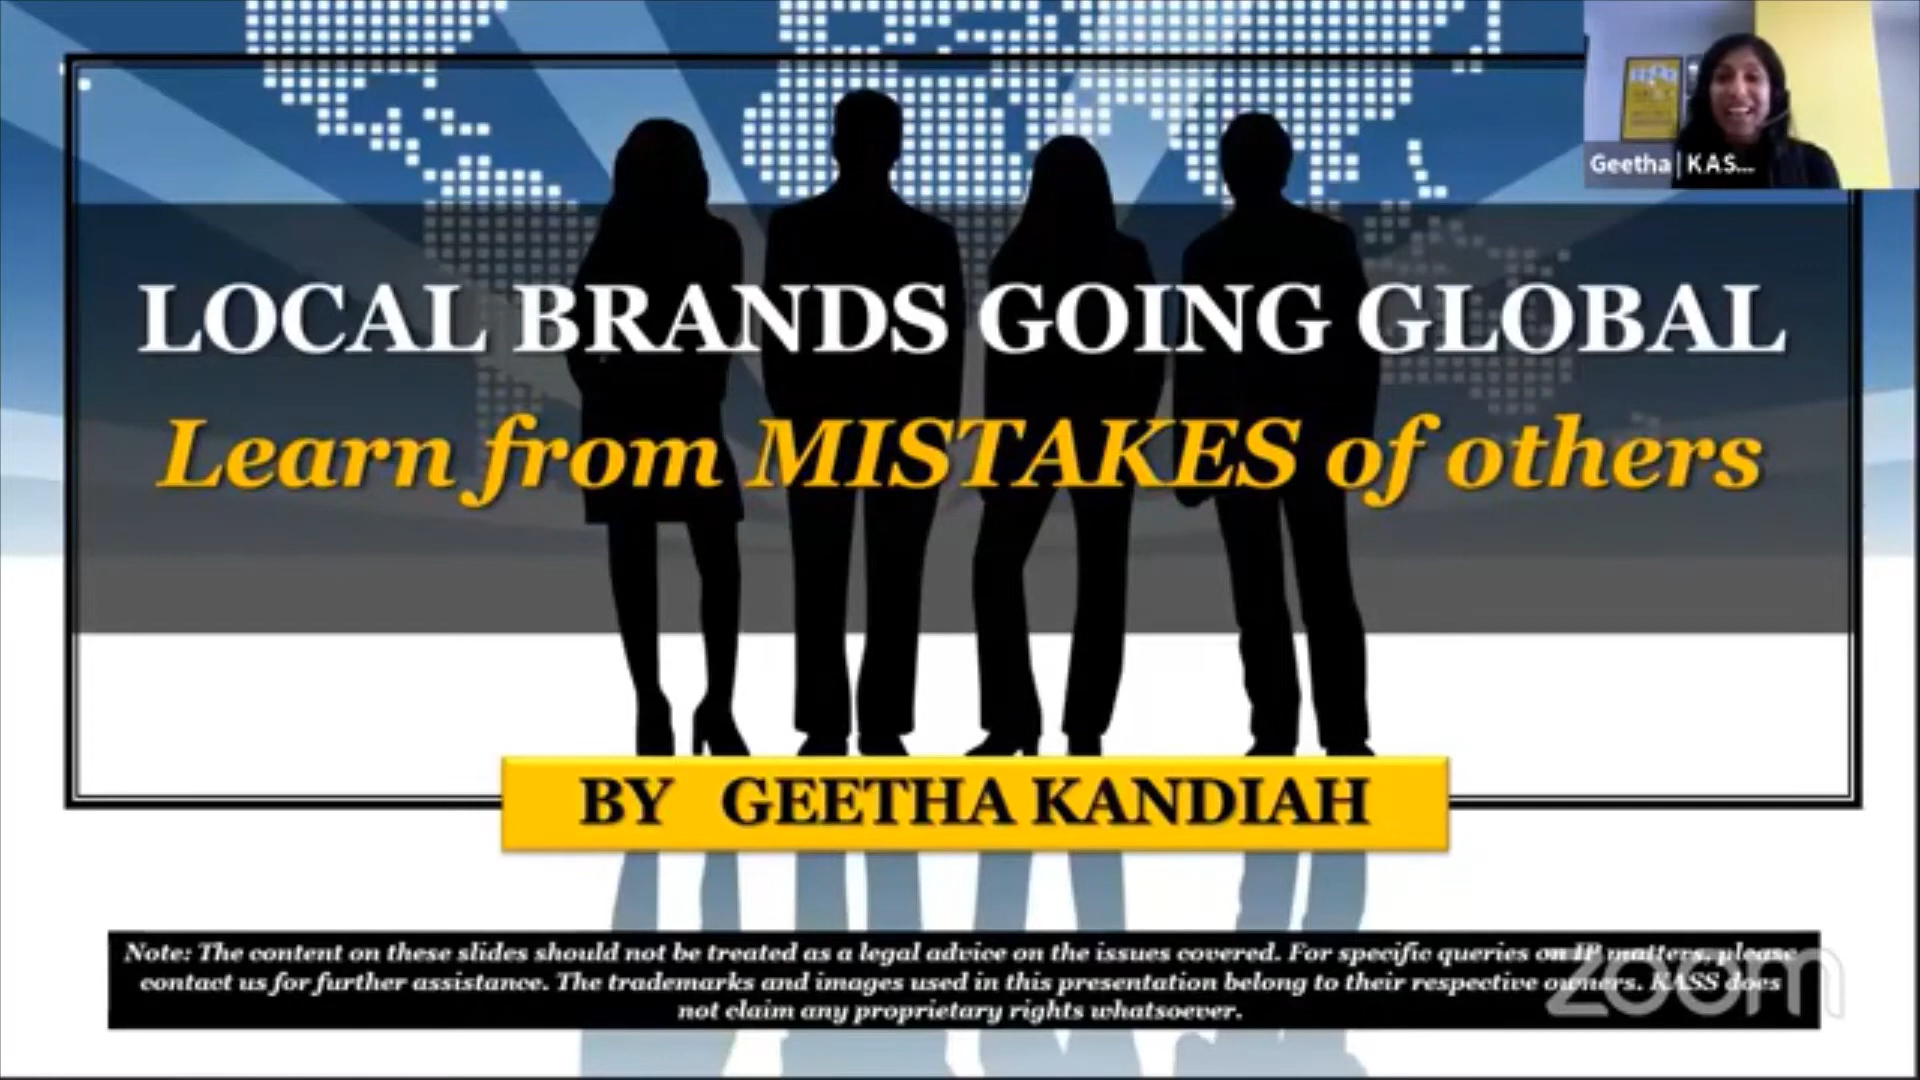 Geetha | KAS...
LOCAL BRANDS GOING GLOBAL
Learn from MISTAKES of others
BY GEETHA KANDIAH
Note: The content on these slides should not be treated as a legal advice on the issues covered. For specific queries on IP matters, please
contact us for further assistance. The trademarks and images used in this presentation belong to their respective owners. KASS does
not claim any proprietary rights whatsoever.
zoom